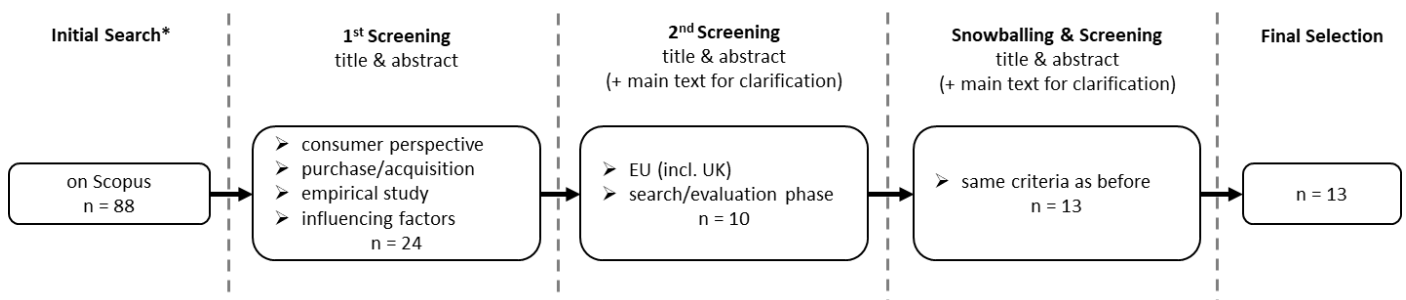 Initial Search*
1st Screening
title & abstract
2nd Screening
title & abstract
(+ main text for clarification)
Snowballing & Screening
title & abstract
(+ main text for clarification)
Final Selection
on Scopus
n = 88
➢ consumer perspective
➢ purchase/acquisition
➢ empirical study
➢ influencing factors
n = 24
➢ EU (incl. UK)
➢ search/evaluation phase
n = 10
➢ same criteria as before
n = 13
n = 13